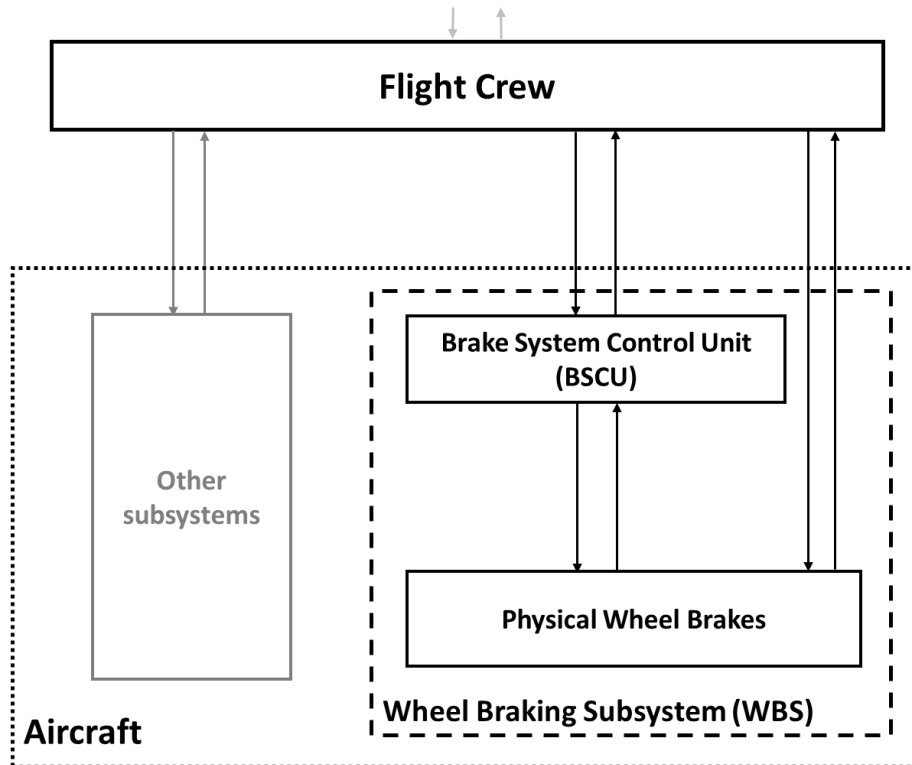 Flight Crew
Brake System Control Unit
(BSCU)
Other
subsystems
Physical Wheel Brakes
Wheel Braking Subsystem (WBS)
Aircraft